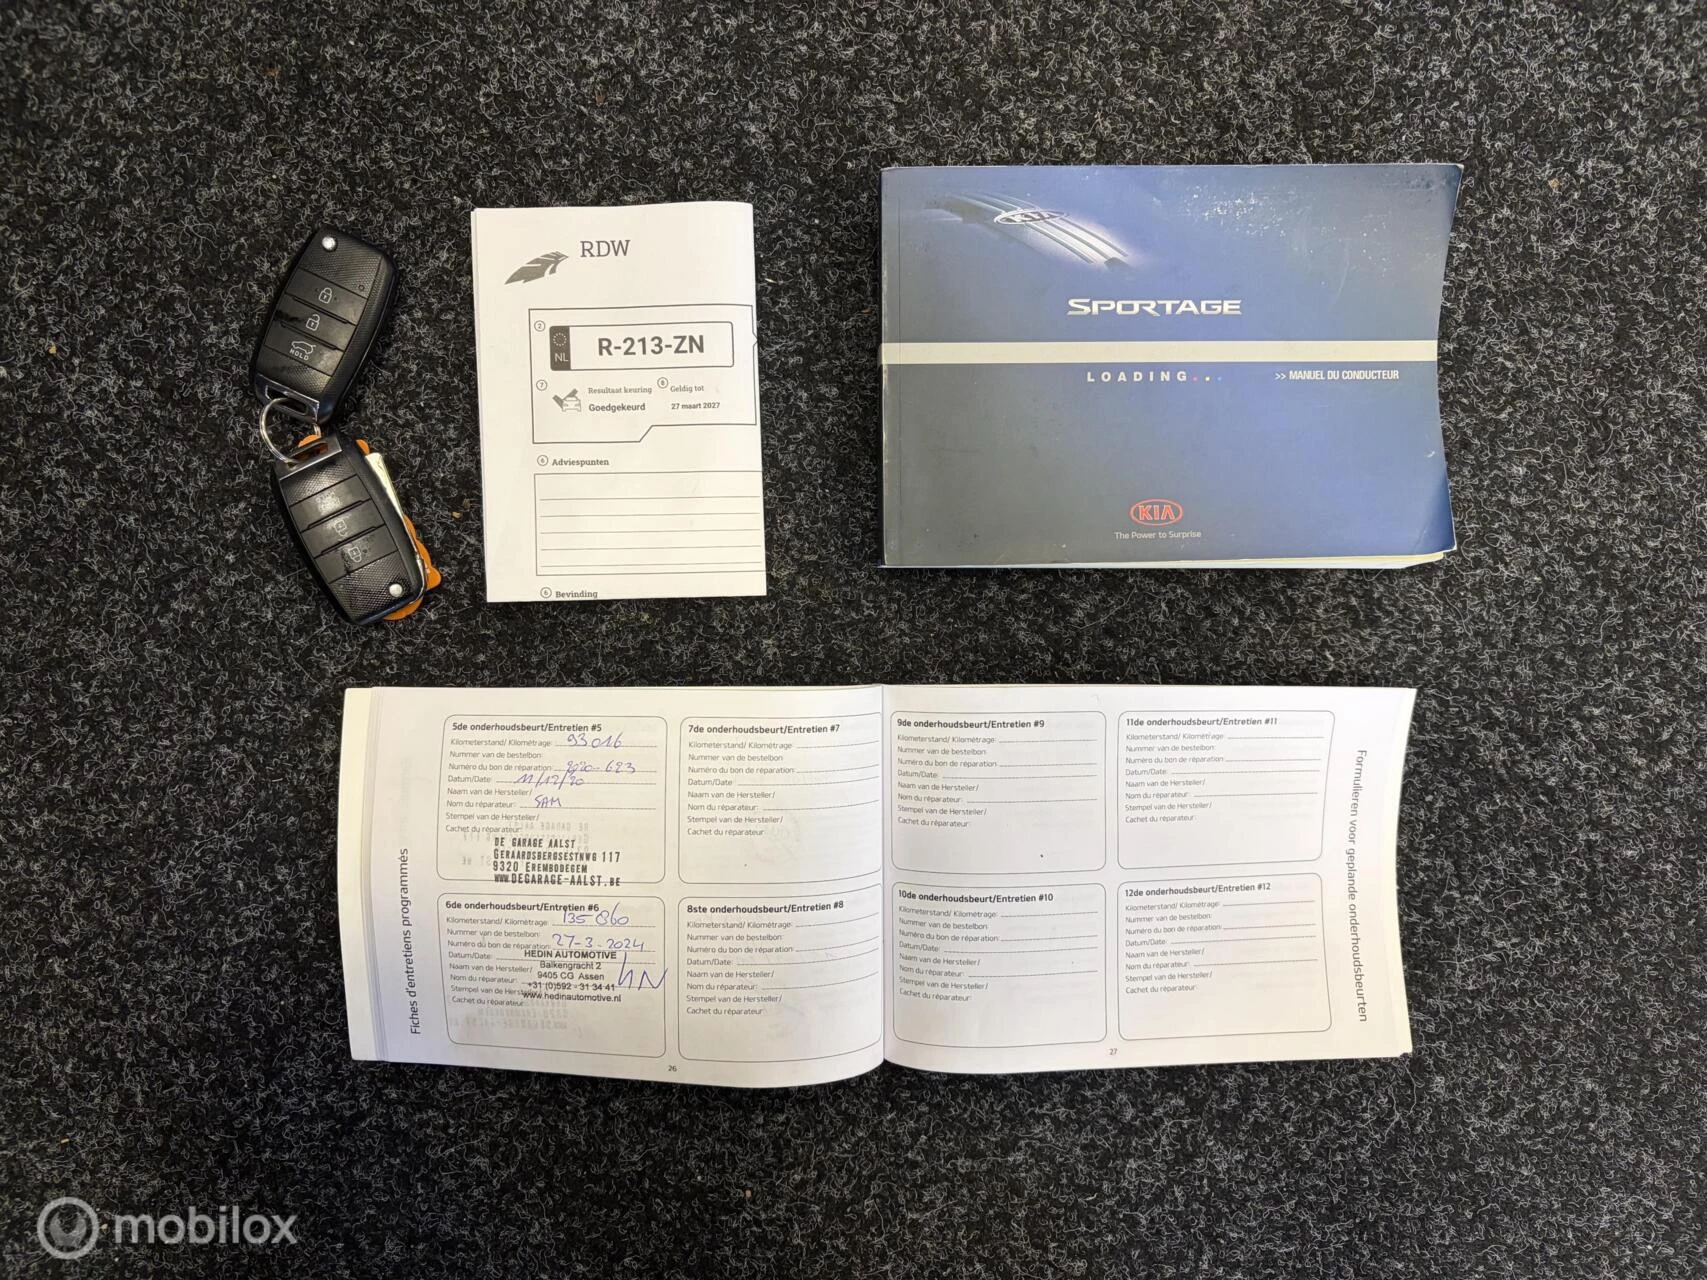 HOLD
RDW
2
NL
R-213-ZN
7
Resultaat keuring
Goedgekeurd
8
Geldig tot
27 maart 2027
6 Adviespunten
6 Bevinding
KIA
SPORTAGE
LOADING...
>> MANUEL DU CONDUCTEUR
KIA
The Power to Surprise
Fiches d'entretiens programmés
5de onderhoudsbeurt/Entretien #5
Kilometerstand/ Kilométrage: 93016
Nummer van de bestelbon:
Numéro du bon de réparation: 2020-623
Datum/Date: 11/12/20
Naam van de Hersteller/
Nom du réparateur: SAM
Stempel van de Hersteller/
Cachet du réparateur:
DE GARAGE AALST
GERAARDSBERGSESTNWG 117
9320 EREMBODEGEM
WWW.DEGARAGE-AALST.BE
6de onderhoudsbeurt/Entretien #6
Kilometerstand/ Kilométrage: 135 860
Nummer van de bestelbon:
Numéro du bon de réparation: 27-3-2024
Datum/Date:
HEDIN AUTOMOTIVE
Naam van de Hersteller/
Balkengracht 2
Nom du réparateur:
9405 CG Assen
Stempel van de Hersteller/
+31 (0)592 - 31 34 41
Cachet du réparateur:
www.hedinautomotive.nl
7de onderhoudsbeurt/Entretien #7
Kilometerstand/ Kilométrage:
Nummer van de bestelbon:
Numéro du bon de réparation:
Datum/Date:
Naam van de Hersteller/
Nom du réparateur:
Stempel van de Hersteller/
Cachet du réparateur:
8ste onderhoudsbeurt/Entretien #8
Kilometerstand/ Kilométrage:
Nummer van de bestelbon:
Numéro du bon de réparation:
Datum/Date:
Naam van de Hersteller/
Nom du réparateur:
Stempel van de Hersteller/
Cachet du réparateur:
26
9de onderhoudsbeurt/Entretien #9
Kilometerstand/ Kilométrage:
Nummer van de bestelbon:
Numéro du bon de réparation:
Datum/Date:
Naam van de Hersteller/
Nom du réparateur:
Stempel van de Hersteller/
Cachet du réparateur:
10de onderhoudsbeurt/Entretien #10
Kilometerstand/ Kilométrage:
Nummer van de bestelbon:
Numéro du bon de réparation:
Datum/Date:
Naam van de Hersteller/
Nom du réparateur:
Stempel van de Hersteller/
Cachet du réparateur:
11de onderhoudsbeurt/Entretien #11
Kilometerstand/ Kilométrage:
Nummer van de bestelbon:
Numéro du bon de réparation:
Datum/Date:
Naam van de Hersteller/
Nom du réparateur:
Stempel van de Hersteller/
Cachet du réparateur:
12de onderhoudsbeurt/Entretien #12
Kilometerstand/ Kilométrage:
Nummer van de bestelbon:
Numéro du bon de réparation:
Datum/Date:
Naam van de Hersteller/
Nom du réparateur:
Stempel van de Hersteller/
Cachet du réparateur:
27
Formulieren voor geplande onderhoudsbeurten
mobilox